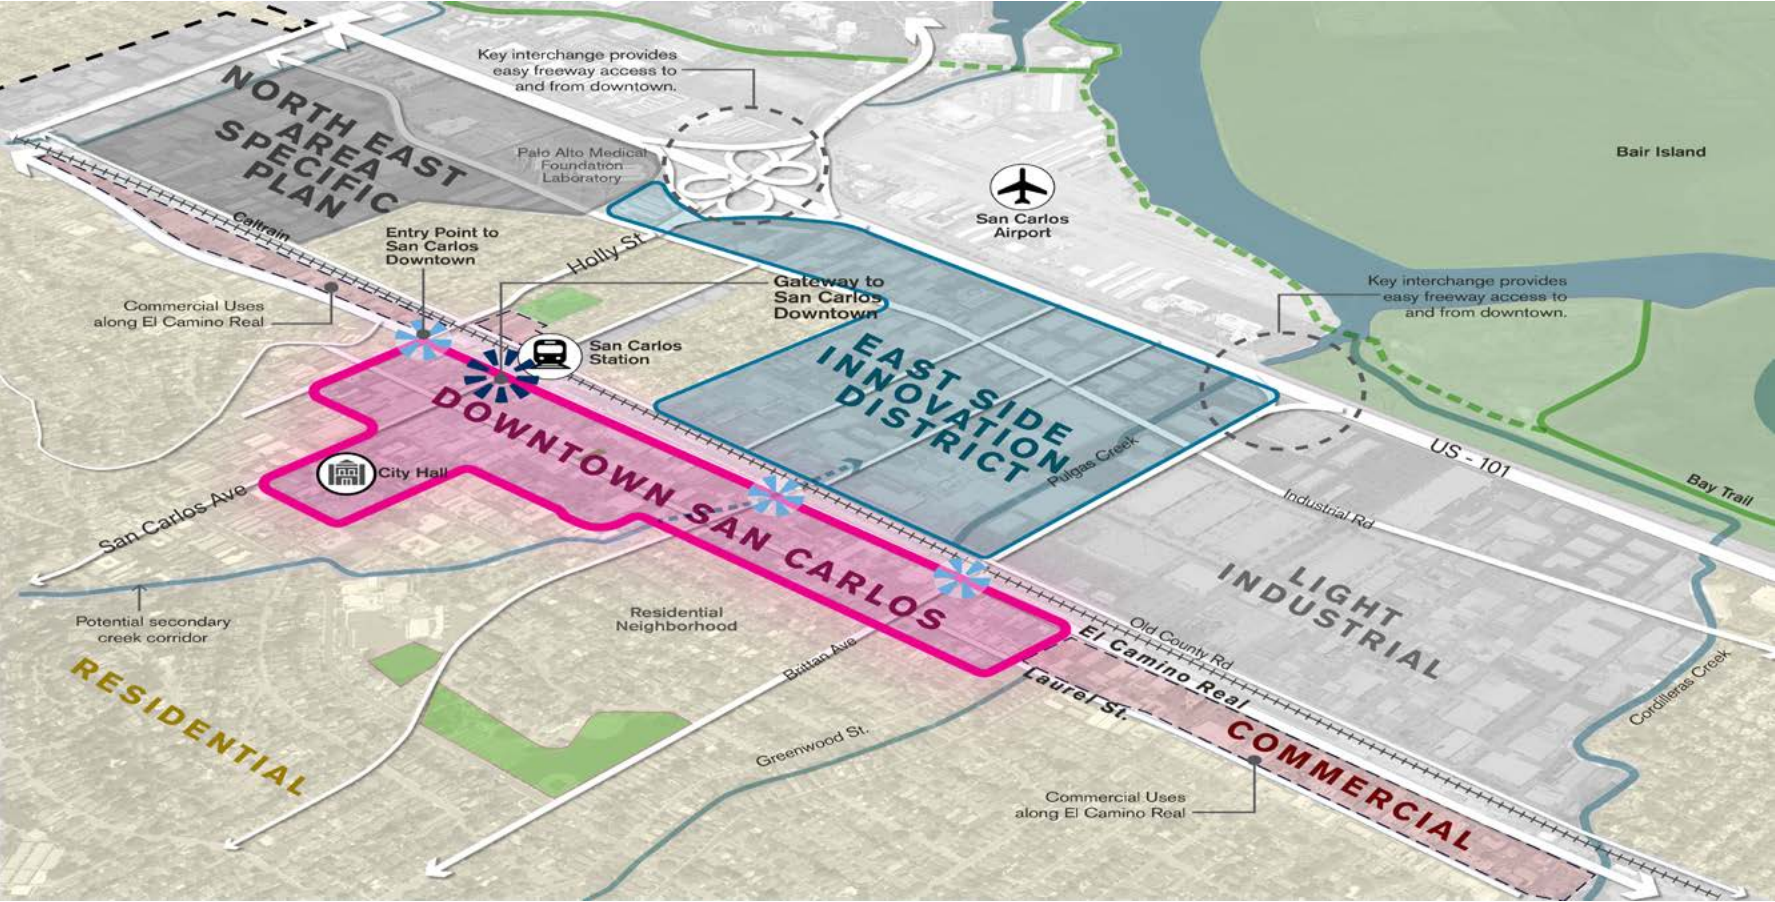 Key interchange provides
easy freeway access to
and from downtown.
NORTH EAST
AREA
SPECIFIC
PLAN
Palo Alto Medical
Foundation
Laboratory
Bair Island
San Carlos
Airport
Caltrain
Entry Point to
San Carlos
Downtown
Holly St
Gateway to
San Carlos
Downtown
Key interchange provides
easy freeway access to
and from downtown.
Commercial Uses
along El Camino Real
San Carlos
Station
EAST SIDE
INNOVATION
DISTRICT
Pulgas Creek
US - 101
Bay Trail
Industrial Rd
DOWNTOWN SAN CARLOS
City Hall
San Carlos Ave
LIGHT
INDUSTRIAL
Potential secondary
creek corridor
Residential
Neighborhood
Old County Rd
El Camino Real
Laurel St.
Brittan Ave
Cordilleras Creek
RESIDENTIAL
Greenwood St.
COMMERCIAL
Commercial Uses
along El Camino Real